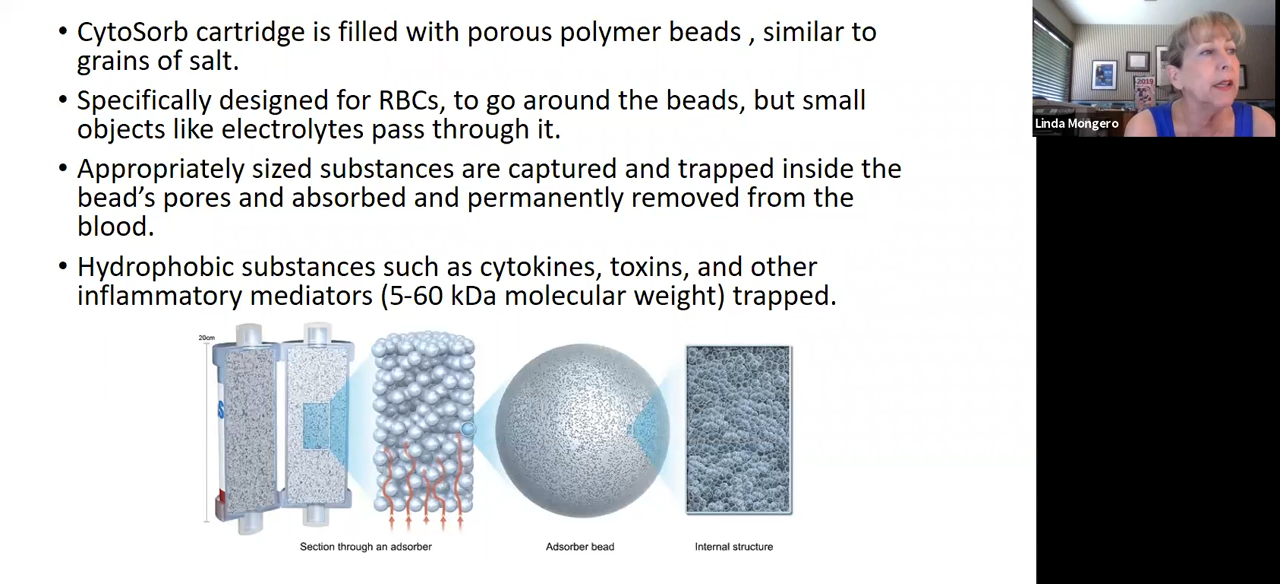 • CytoSorb cartridge is filled with porous polymer beads , similar to
grains of salt.
• Specifically designed for RBCs, to go around the beads, but small
objects like electrolytes pass through it.
• Appropriately sized substances are captured and trapped inside the
bead’s pores and absorbed and permanently removed from the
blood.
• Hydrophobic substances such as cytokines, toxins, and other
inflammatory mediators (5-60 kDa molecular weight) trapped.
20cm
S
Section through an adsorber
Adsorber bead
Internal structure
2019
Linda Mongero